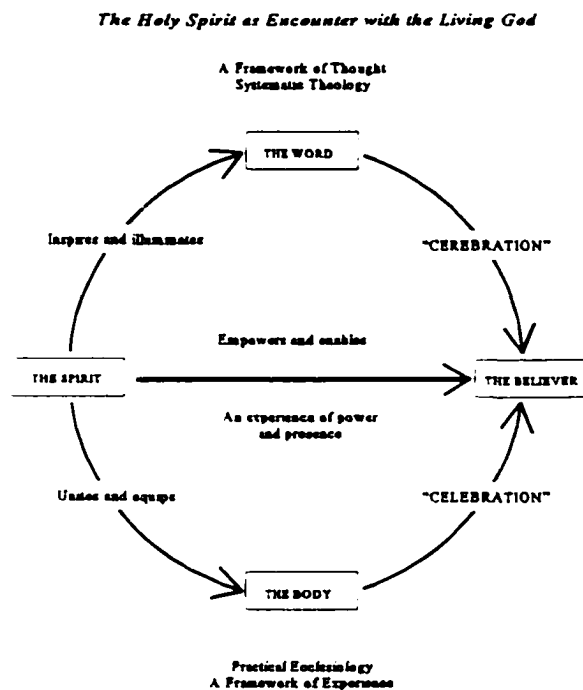 The Holy Spirit as Encounter with the Living God
A Framework of Thought
Systematic Theology
THE WORD
Inspires and illuminates
"CEREBRATION"
Empowers and enables
THE SPIRIT
THE BELIEVER
An experience of power
and presence
Unites and equips
"CELEBRATION"
THE BODY
Practical Ecclesiology
A Framework of Experience